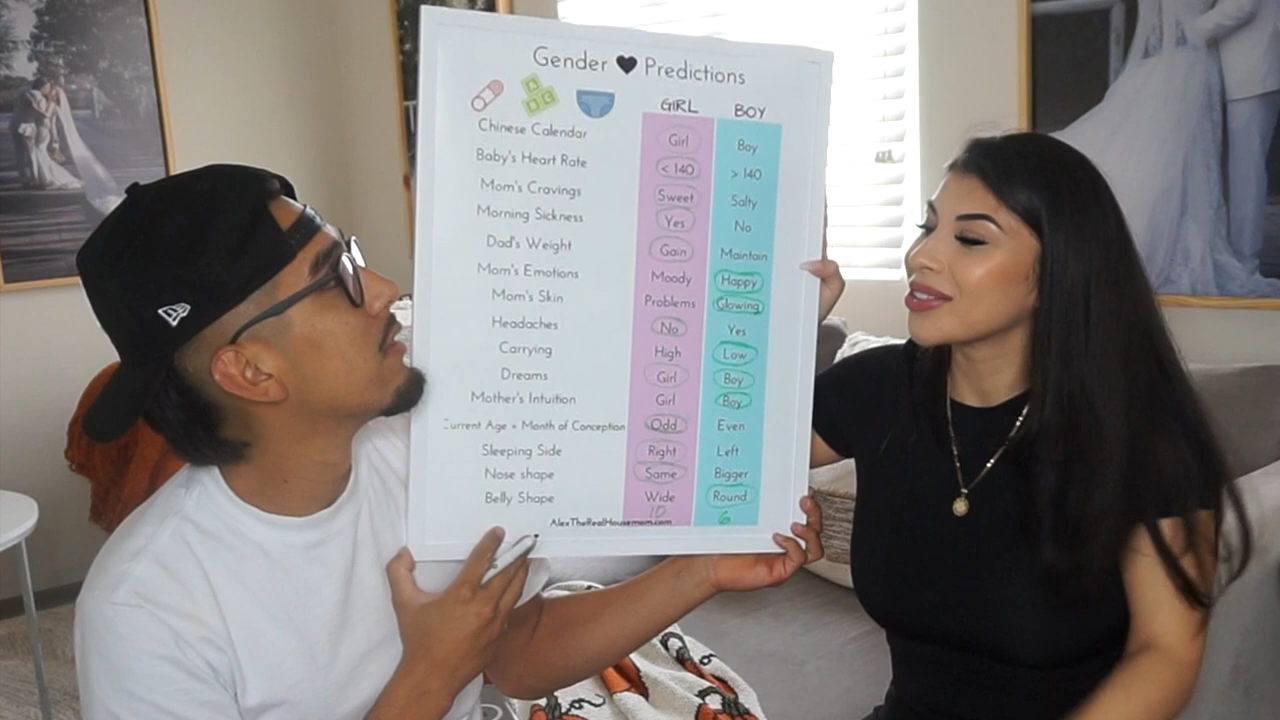 Gender Predictions
GIRL BOY
Chinese Calendar Girl Boy
Baby's Heart Rate < 140 > 140
Mom's Cravings Sweet Salty
Morning Sickness Yes No
Dad's Weight Gain Maintain
Mom's Emotions Moody Happy
Mom's Skin Problems Glowing
Headaches No Yes
Carrying High Low
Dreams Girl Boy
Mother's Intuition Girl Boy
Current Age + Month of Conception Odd Even
Sleeping Side Right Left
Nose shape Same Bigger
Belly Shape Wide Round
10 6
AlexTheRealHousemom.com